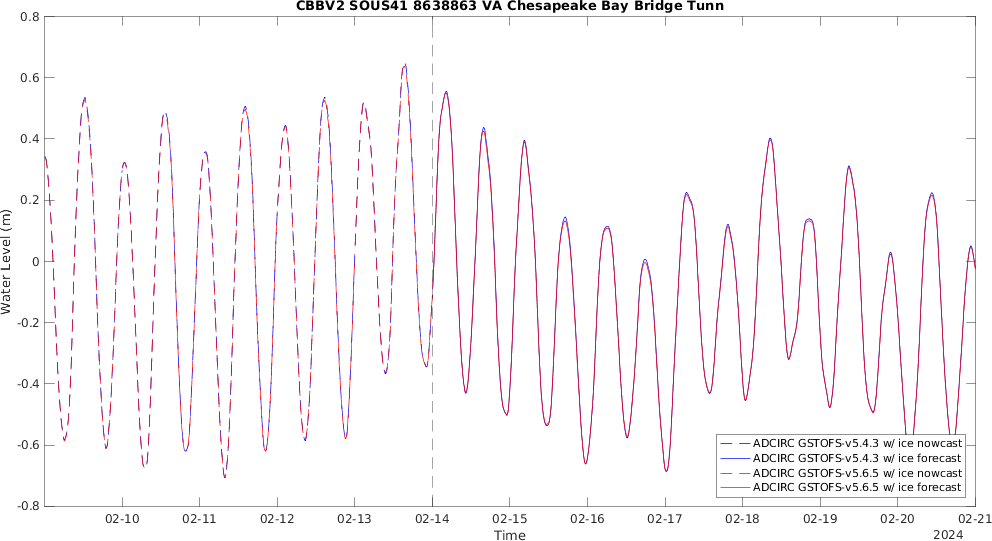 CBBV2 SOUS41 8638863 VA Chesapeake Bay Bridge Tunn
0.8
0.6
0.4
0.2
0
-0.2
-0.4
-0.6
-0.8
Water Level (m)
ADCIRC GSTOFS-v5.4.3 w/ ice nowcast
ADCIRC GSTOFS-v5.4.3 w/ ice forecast
ADCIRC GSTOFS-v5.6.5 w/ ice nowcast
ADCIRC GSTOFS-v5.6.5 w/ ice forecast
02-10 02-11 02-12 02-13 02-14 02-15 02-16 02-17 02-18 02-19 02-20 02-21
Time
2024